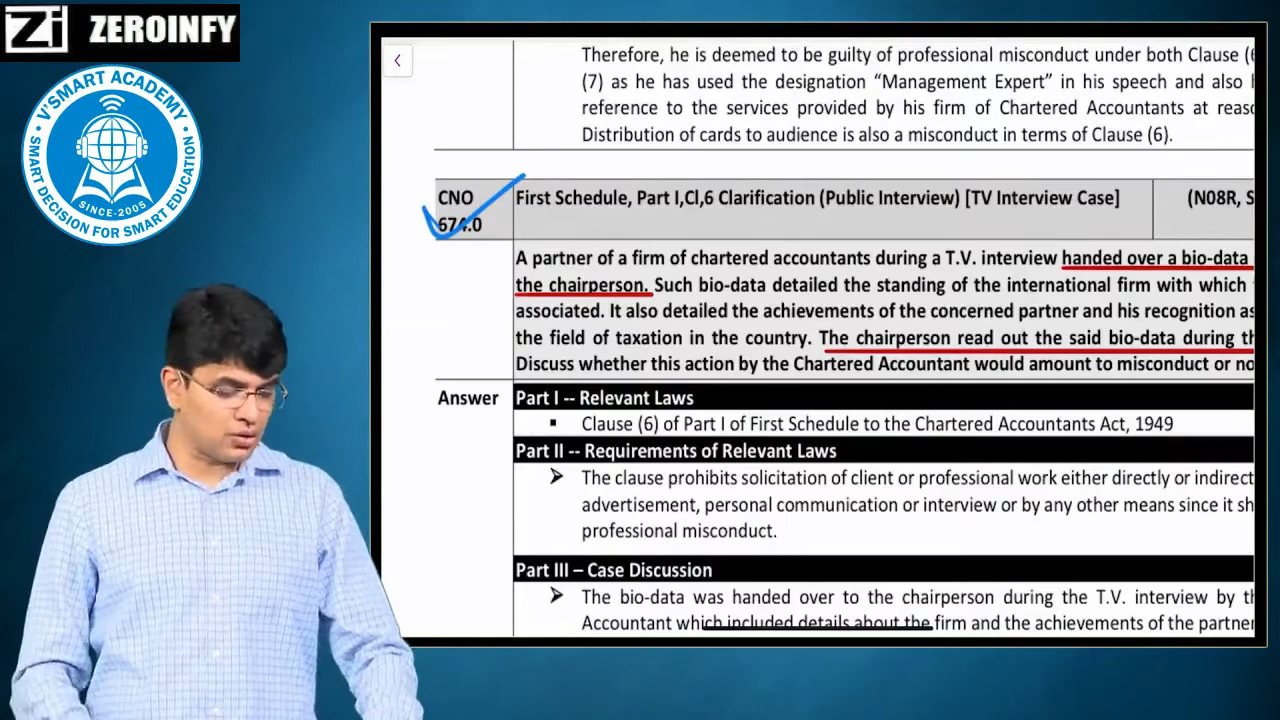 Zi ZEROINFY
V'SMART ACADEMY
SMART DECISION FOR SMART EDUCATION
SINCE-2005
Therefore, he is deemed to be guilty of professional misconduct under both Clause
(7) as he has used the designation “Management Expert” in his speech and also
reference to the services provided by his firm of Chartered Accountants at
Distribution of cards to audience is also a misconduct in terms of Clause (6).
CNO
674.0
First Schedule, Part I,Cl,6 Clarification (Public Interview) [TV Interview Case]
(N08R,
A partner of a firm of chartered accountants during a T.V. interview handed over a bio-data
the chairperson. Such bio-data detailed the standing of the international firm with which
associated. It also detailed the achievements of the concerned partner and his recognition as
the field of taxation in the country. The chairperson read out the said bio-data during
Discuss whether this action by the Chartered Accountant would amount to misconduct or
Answer
Part I -- Relevant Laws
▪ Clause (6) of Part I of First Schedule to the Chartered Accountants Act, 1949
Part II -- Requirements of Relevant Laws
➢ The clause prohibits solicitation of client or professional work either directly or
advertisement, personal communication or interview or by any other means since it
professional misconduct.
Part III – Case Discussion
➢ The bio-data was handed over to the chairperson during the T.V. interview by
Accountant which included details about the firm and the achievements of the partner